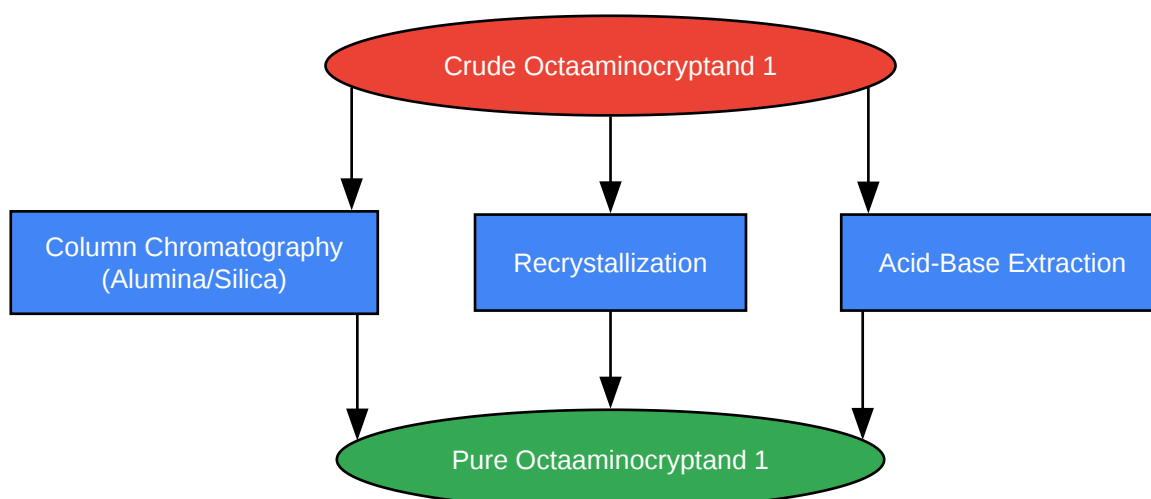 Crude Octaaminocryptand 1
Column Chromatography
(Alumina/Silica)
Recrystallization
Acid-Base Extraction
Pure Octaaminocryptand 1